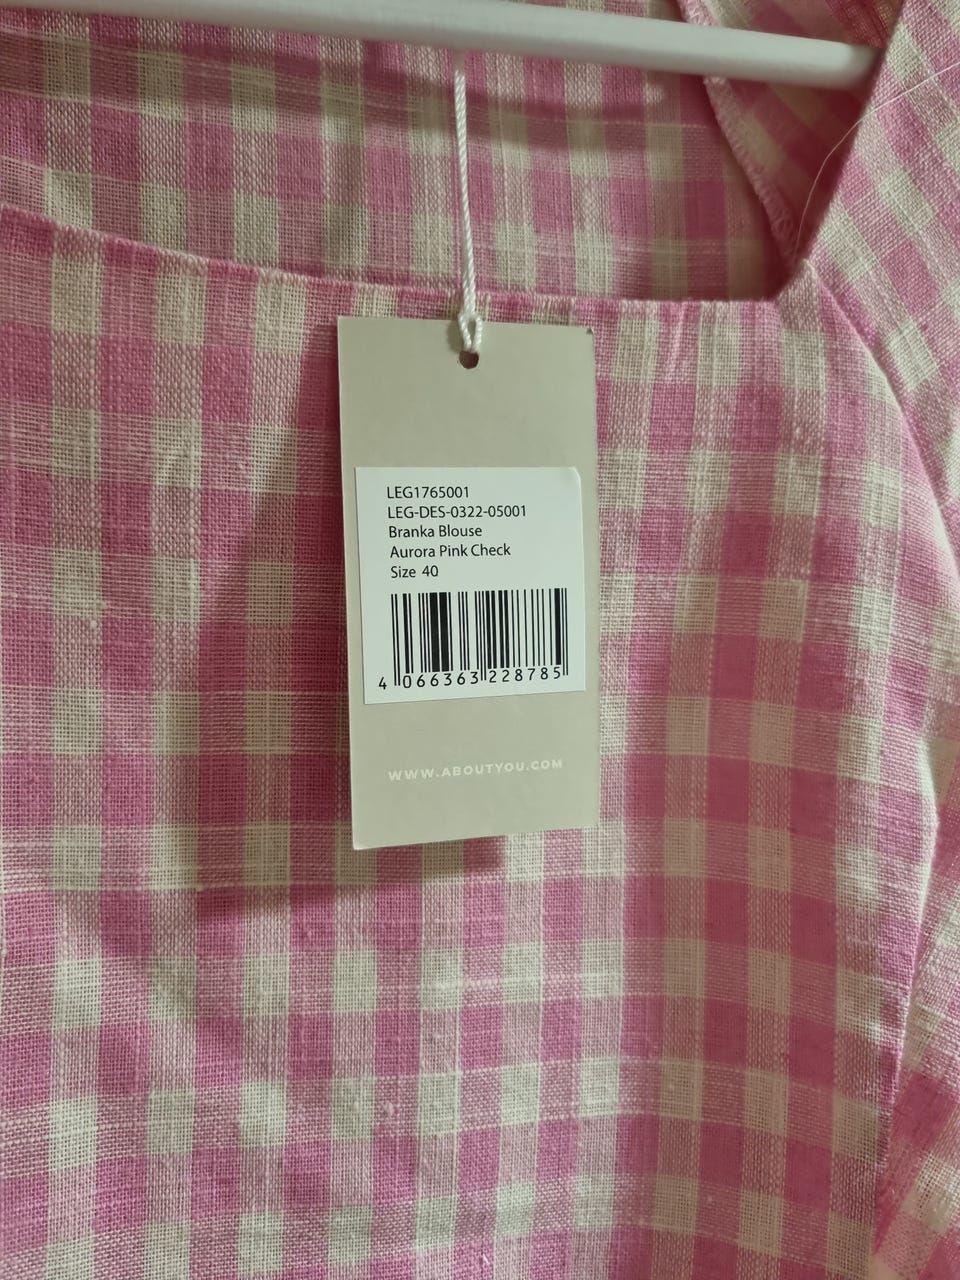 LEG1765001
LEG-DES-0322-05001
Branka Blouse
Aurora Pink Check
Size 40
4 066363 228785
WWW.ABOUTYOU.COM